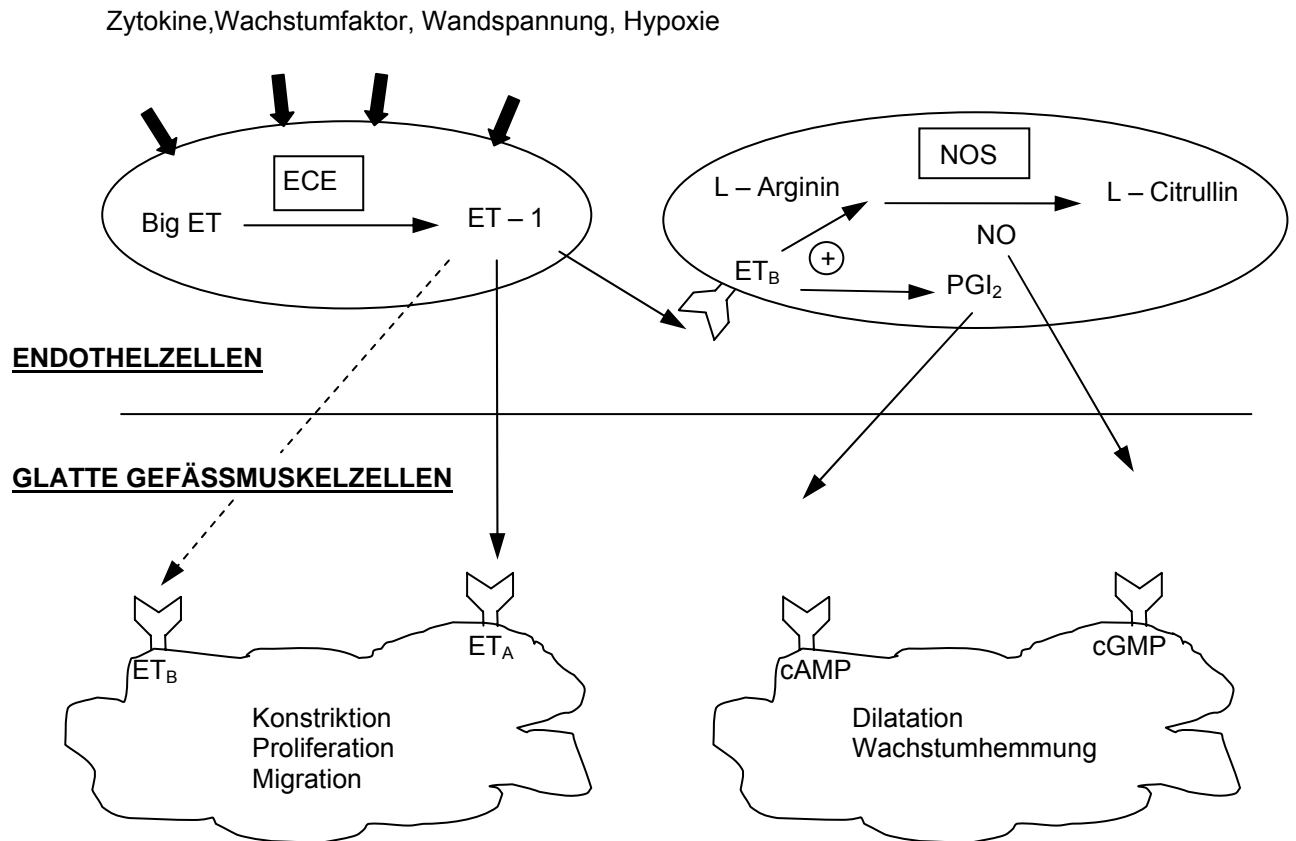 Zytokine,Wachstumfaktor, Wandspannung, Hypoxie
ECE
Big ET
ET – 1
NOS
L – Arginin
L – Citrullin
NO
ET_B
+
PGI₂
ENDOTHELZELLEN
GLATTE GEFÄSSMUSKELZELLEN
ET_B
ET_A
Konstriktion
Proliferation
Migration
cAMP
cGMP
Dilatation
Wachstumhemmung